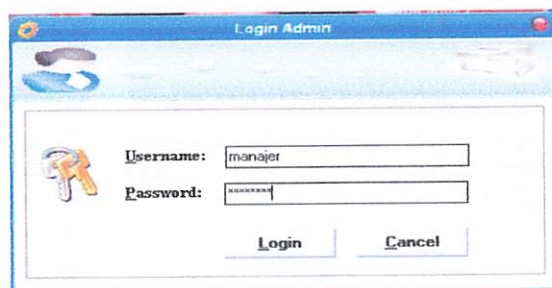 Login Admin
Username: manajer
Password: ********
Login Cancel